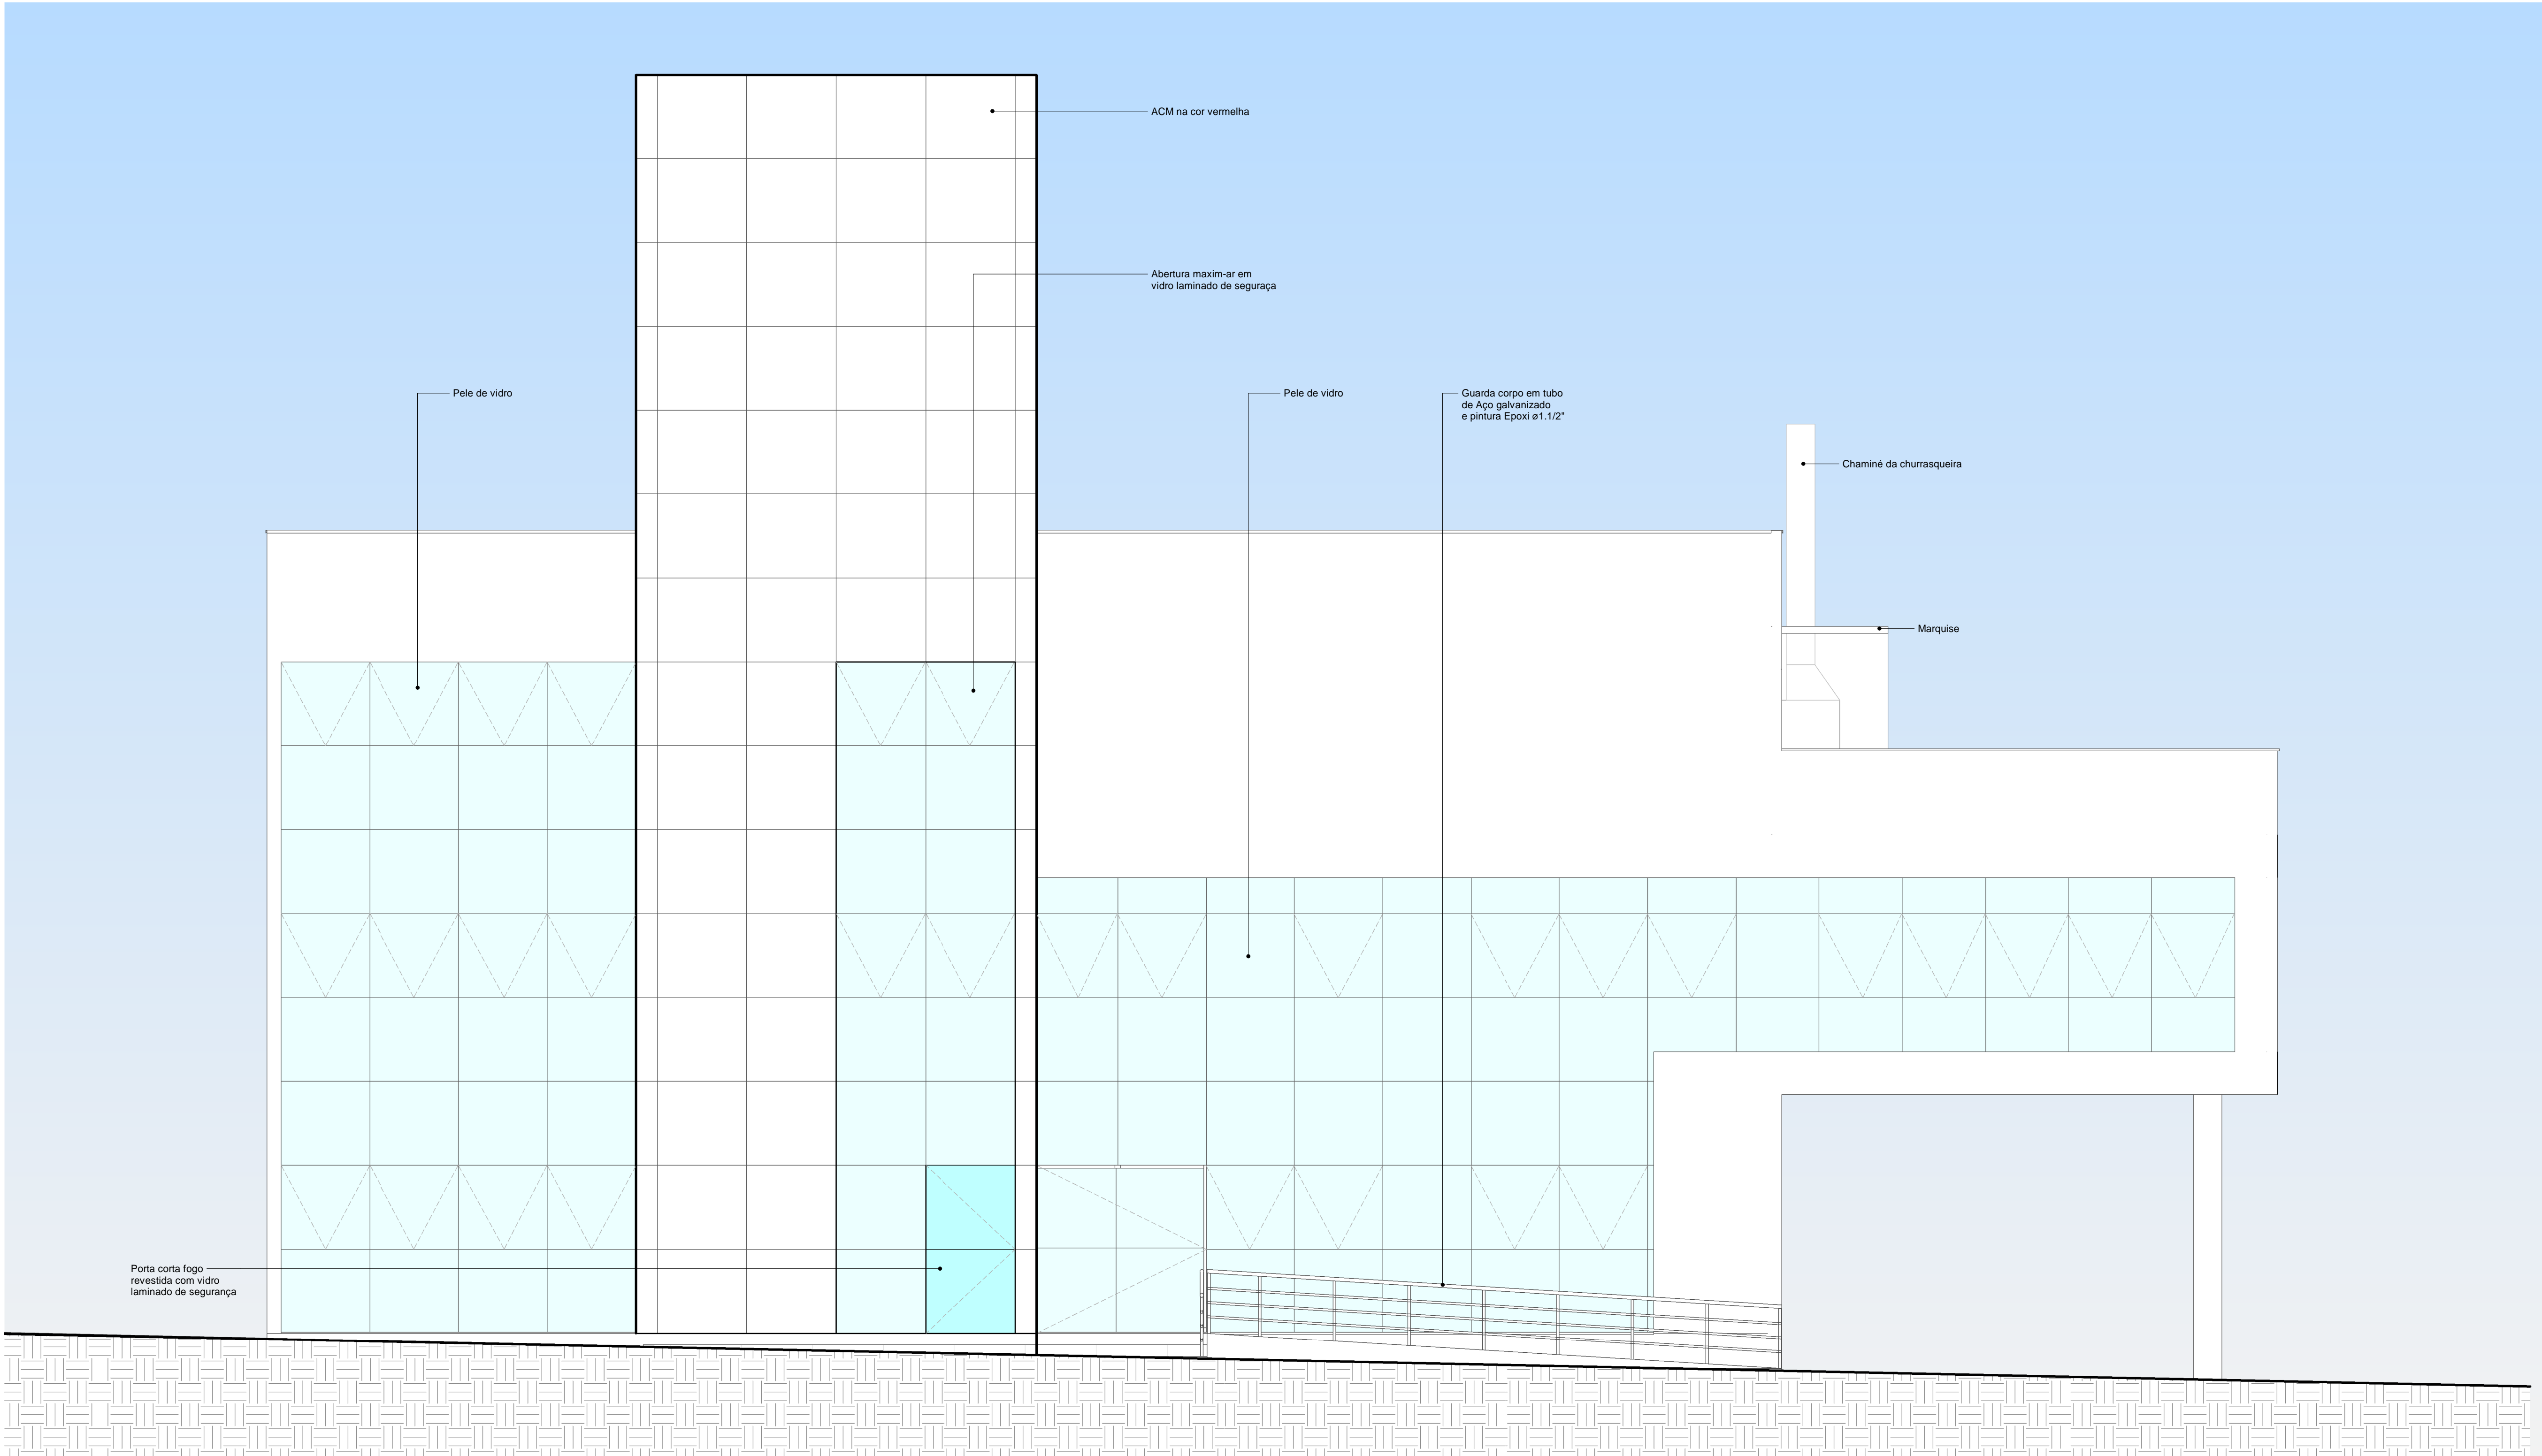 ACM na cor vermelha
Abertura maxim-ar em
vidro laminado de seguraça
Pele de vidro
Pele de vidro
Guarda corpo em tubo
de Aço galvanizado
e pintura Epoxi ø1.1/2"
Chaminé da churrasqueira
Marquise
Porta corta fogo
revestida com vidro
laminado de segurança